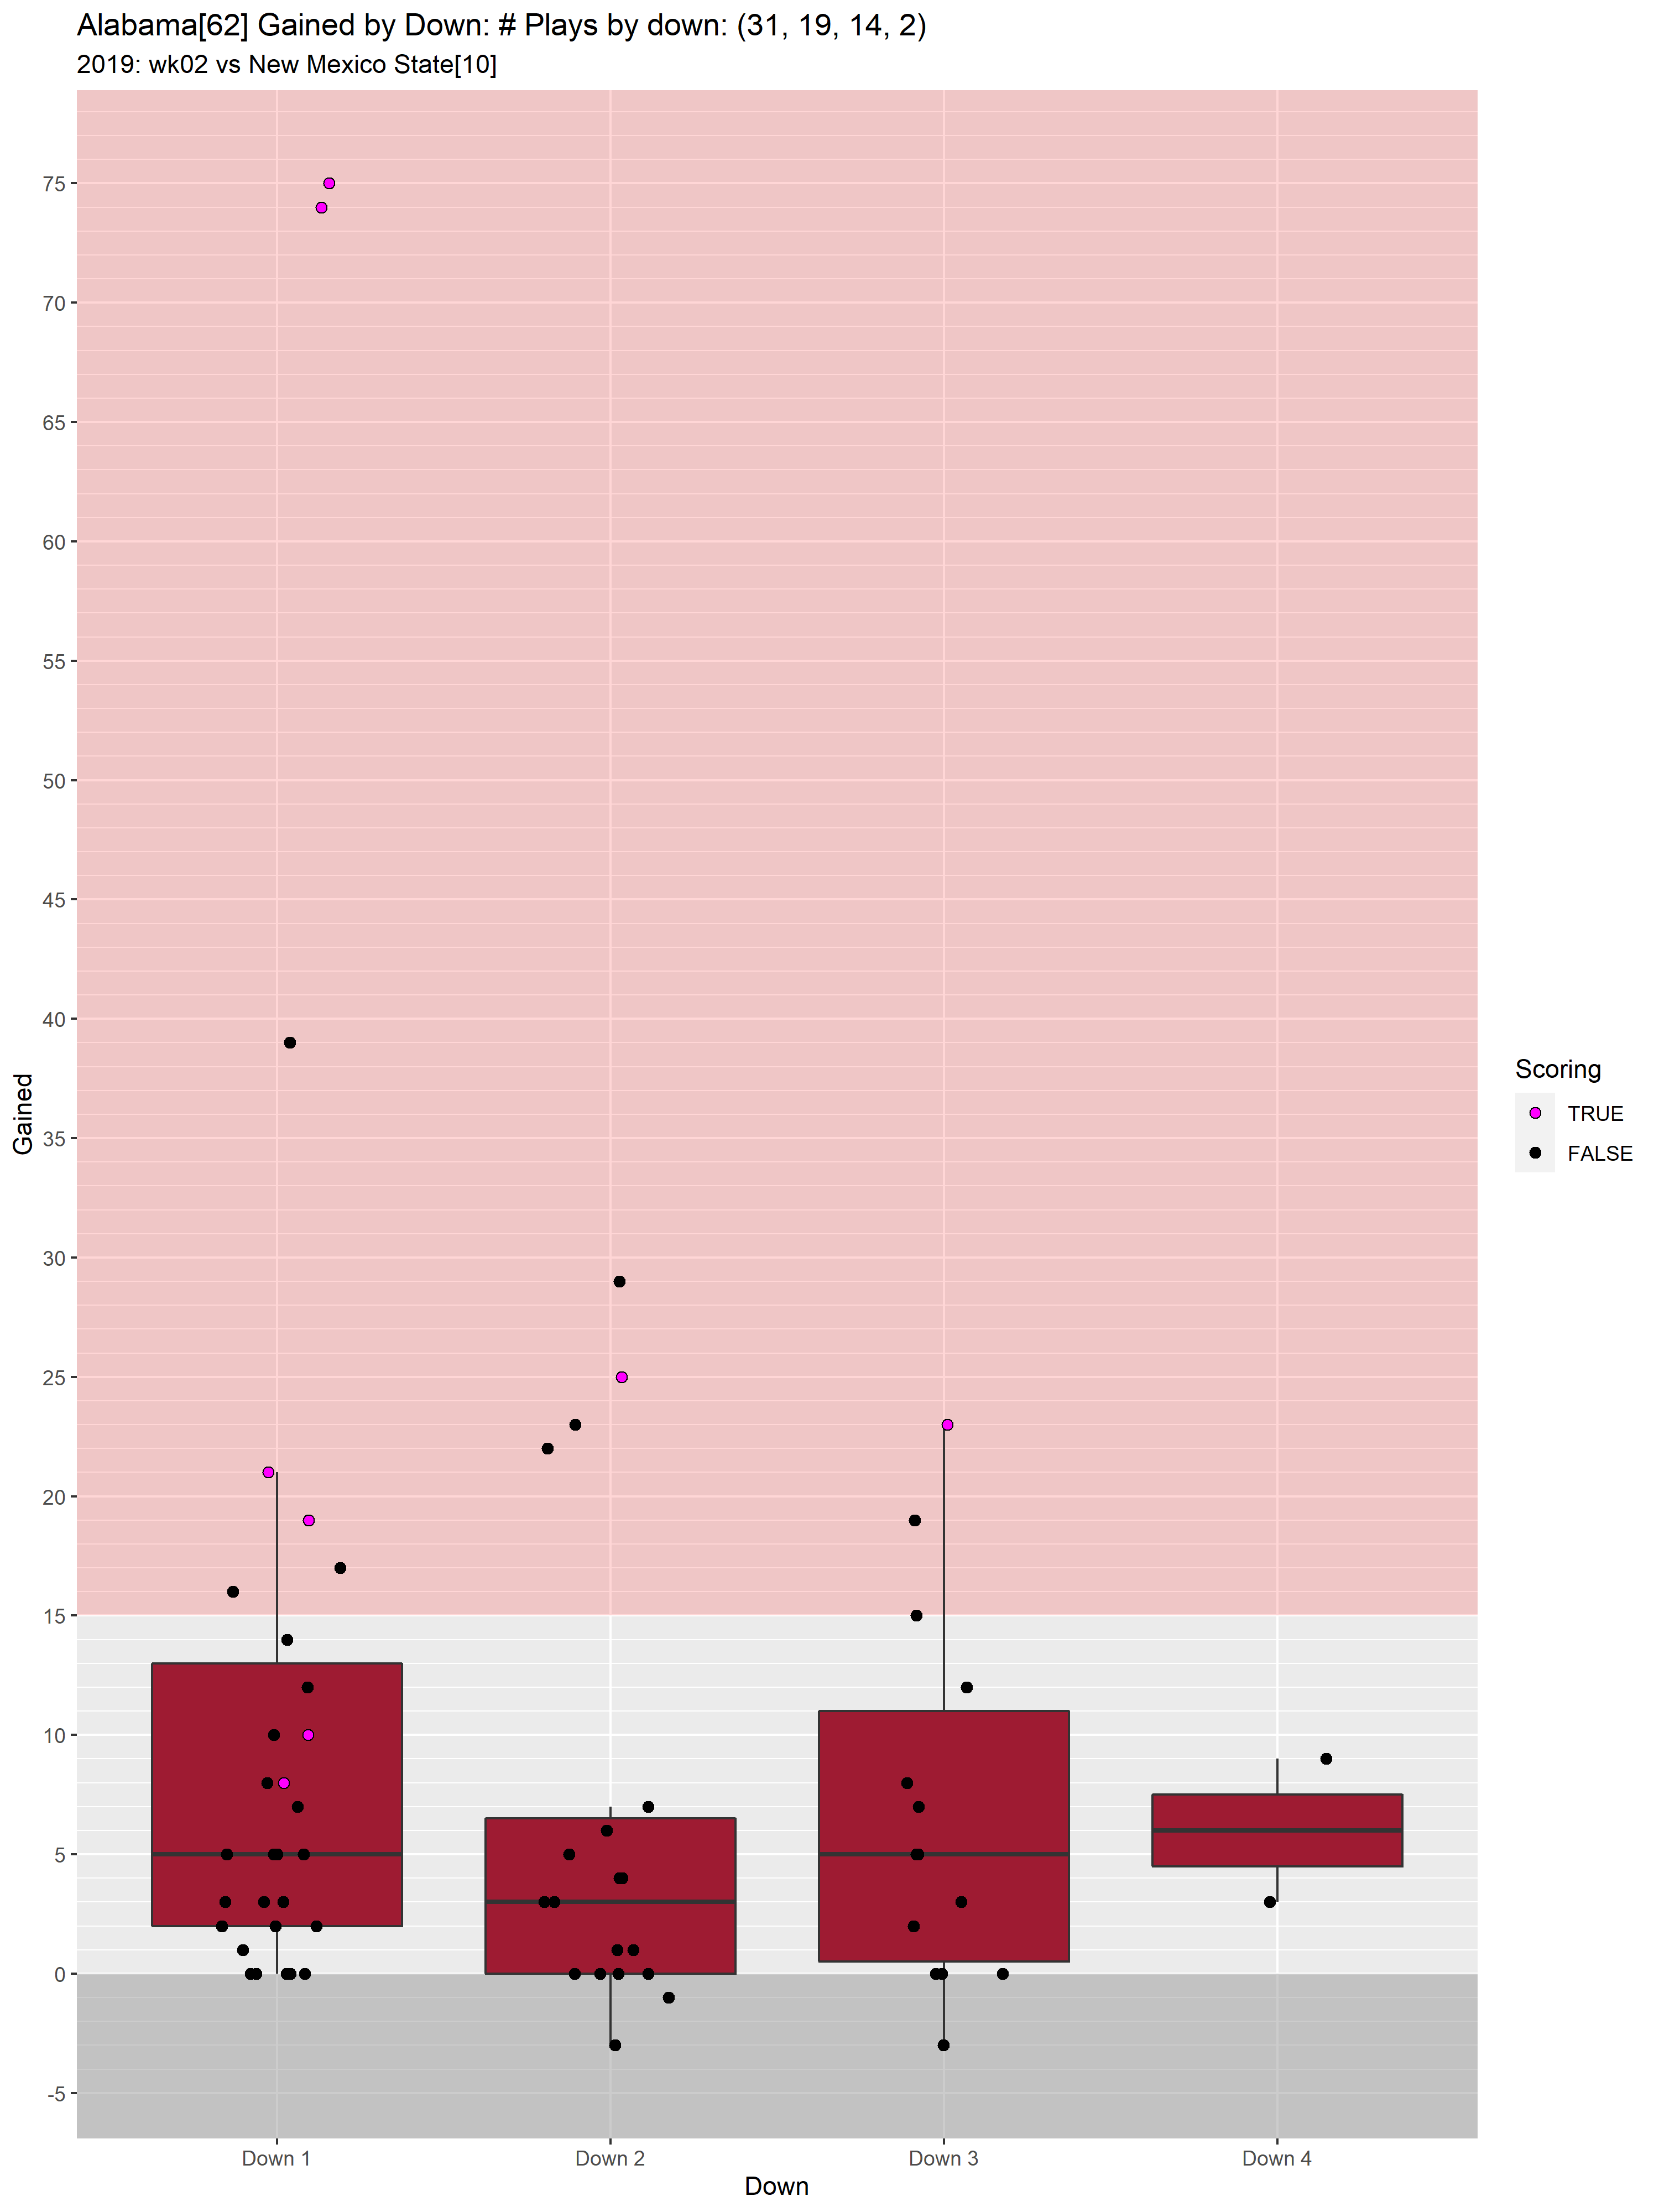 Alabama[62] Gained by Down: # Plays by down: (31, 19, 14, 2)
2019: wk02 vs New Mexico State[10]
75
70
65
60
55
50
45
40
35
30
25
20
15
10
5
0
-5
Gained
Down 1 Down 2 Down 3 Down 4
Down
Scoring
TRUE
FALSE